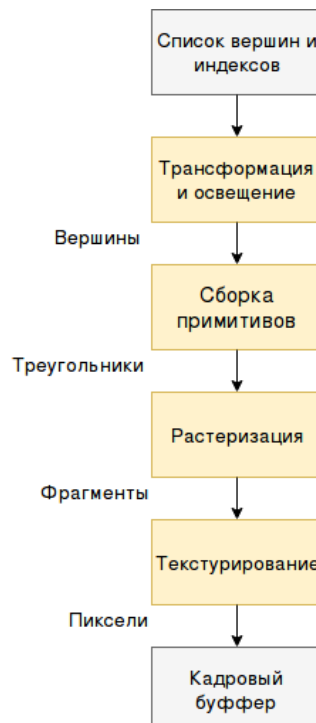 Список вершин и
индексов
Трансформация
и освещение
Вершины
Сборка
примитивов
Треугольники
Растеризация
Фрагменты
Текстурирование
Пиксели
Кадровый
буффер